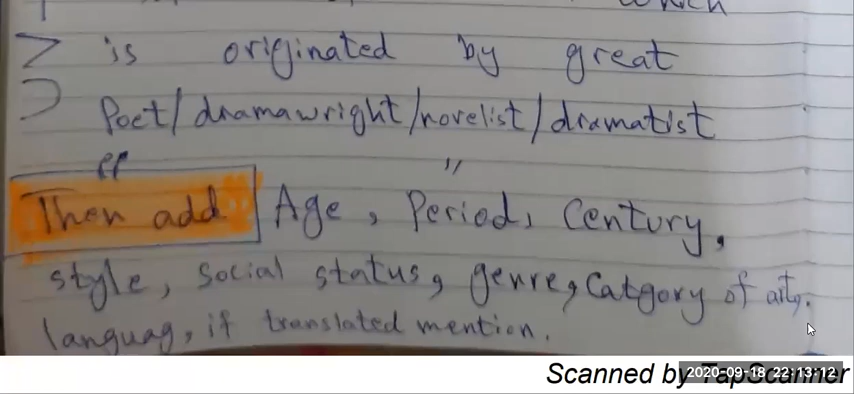 which
is originated by great
Poet/dramawright/novelist/dramatist
" "
Then add Age, Period, Century,
style, social status, genre, Catgory of arts.
languag, if translated mention.
Scanned by TapScanner
2020-09-18 22:13:12